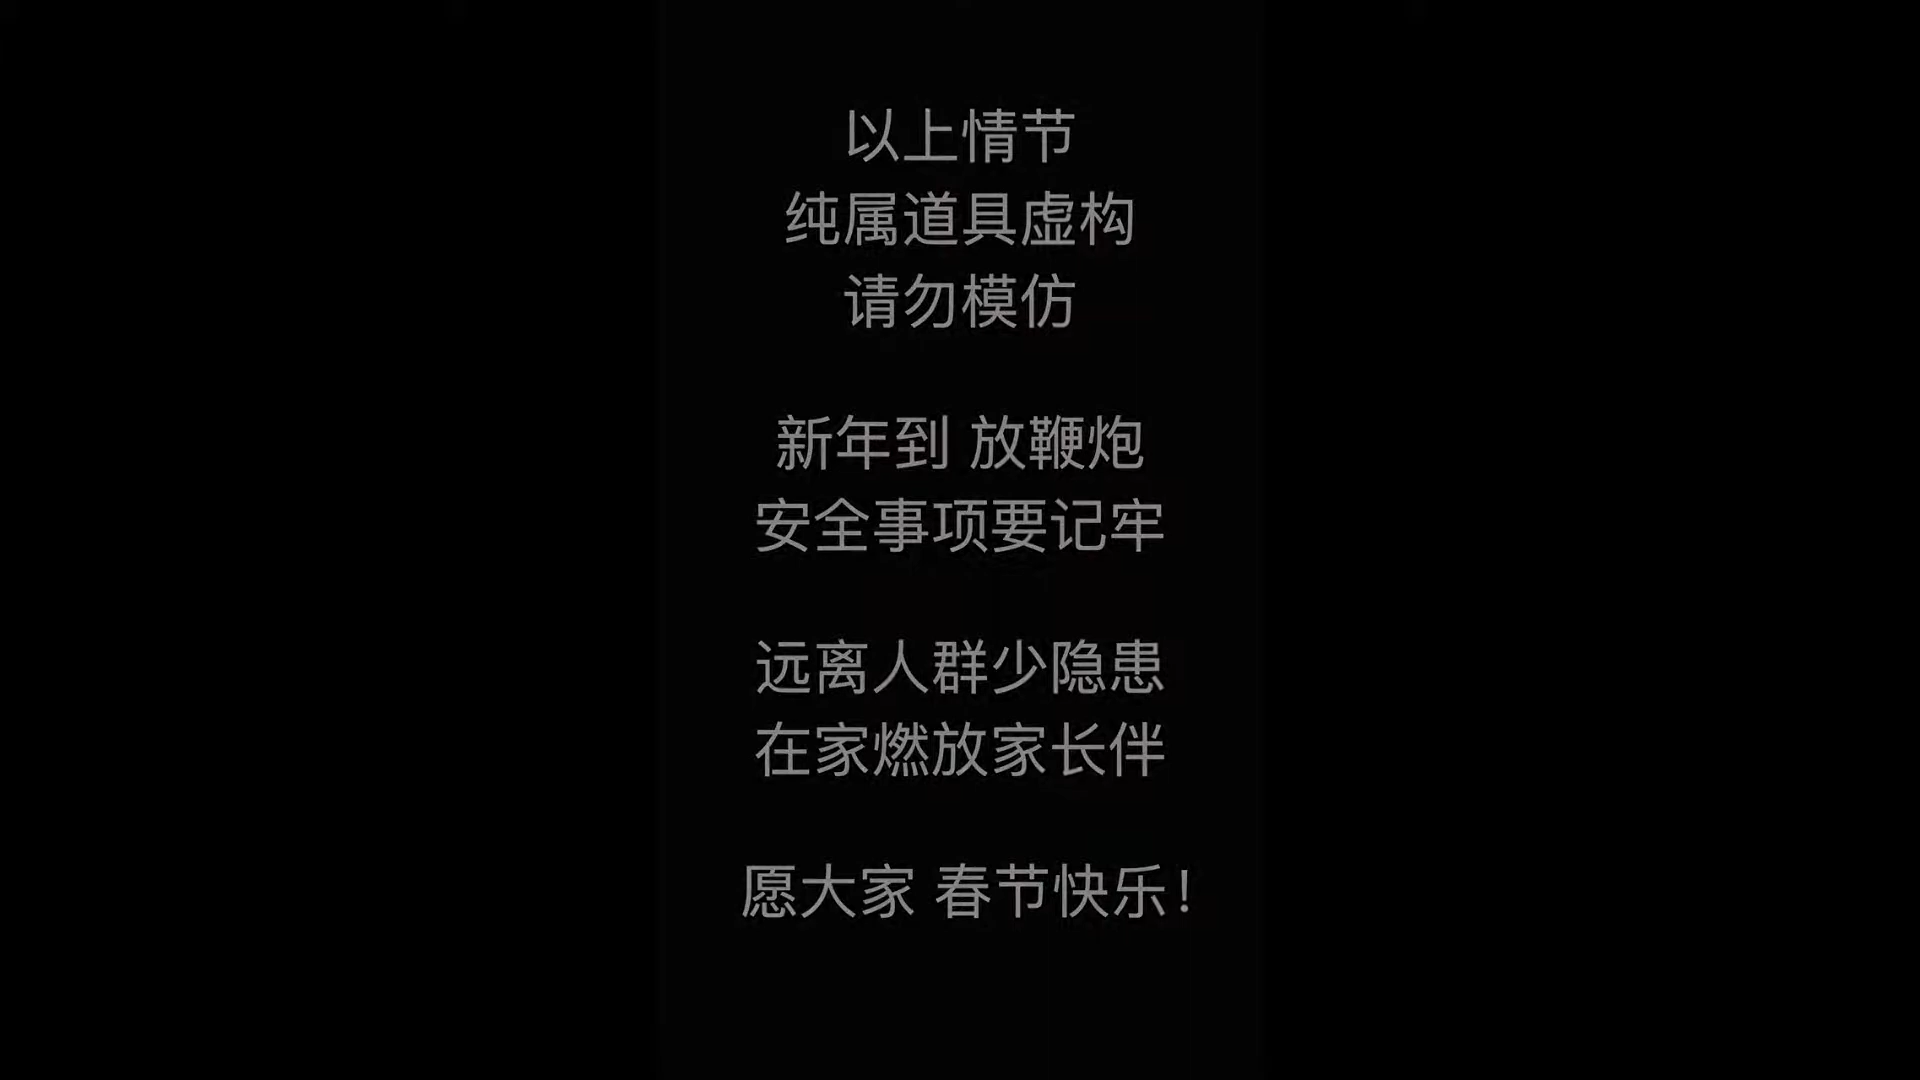 以上情节
纯属道具虚构
请勿模仿
新年到 放鞭炮
安全事项要记牢
远离人群少隐患
在家燃放家长伴
愿大家 春节快乐！